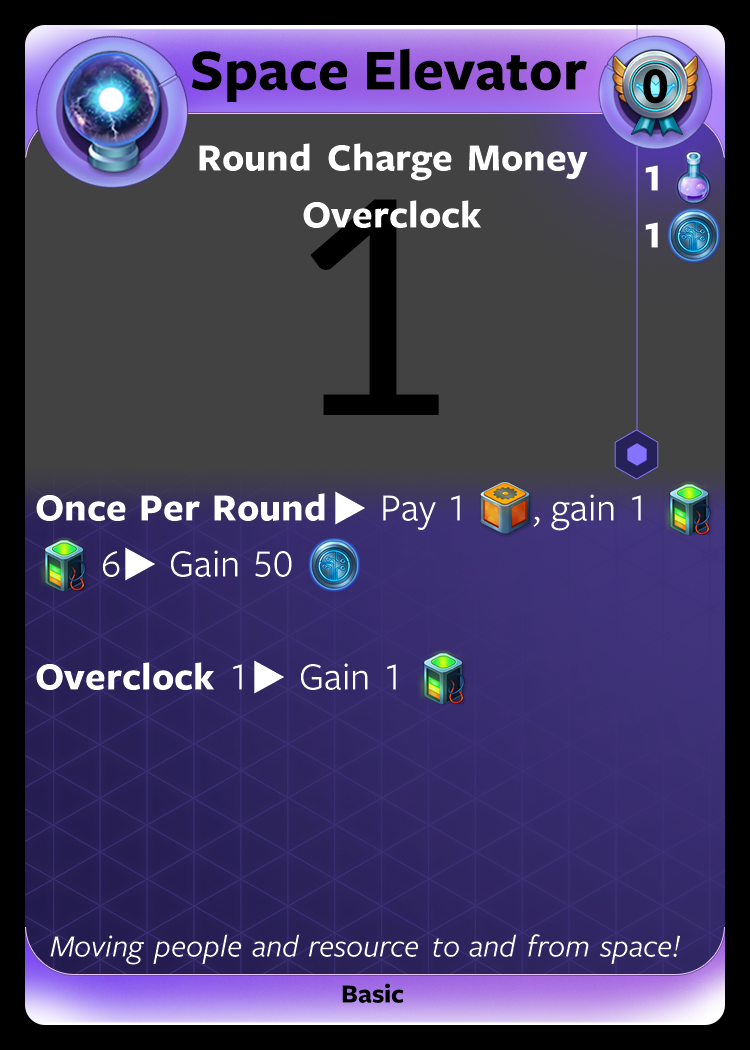 Space Elevator
0
Round Charge Money
Overclock
1
1
1
Once Per Round▶ Pay 1 , gain 1
6▶ Gain 50
Overclock 1▶ Gain 1
Moving people and resource to and from space!
Basic